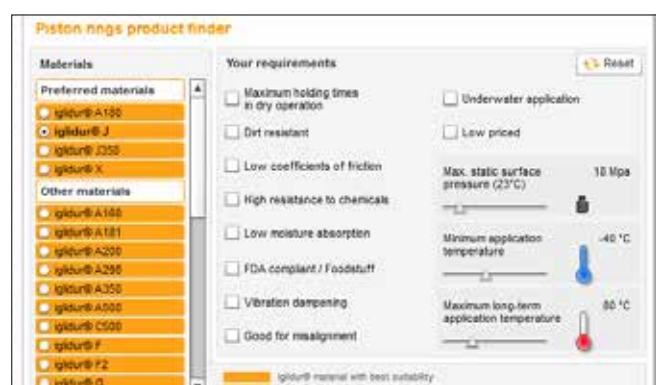 Piston rings product finder
Materials
Preferred materials
iglidur® A180
iglidur® J
iglidur® J350
iglidur® X
Other materials
iglidur® A160
iglidur® A181
iglidur® A200
iglidur® A290
iglidur® A350
iglidur® A500
iglidur® C500
iglidur® F
iglidur® F2
iglidur® G
Your requirements
Reset
Maximum holding times
in dry operation
Dirt resistant
Low coefficients of friction
High resistance to chemicals
Low moisture absorption
FDA compliant / Foodstuff
Vibration dampening
Good for misalignment
Underwater application
Low priced
Max. static surface
pressure (23°C)
10 Mpa
Minimum application
temperature
-40 °C
Maximum long-term
application temperature
80 °C
iglidur® material with best suitability